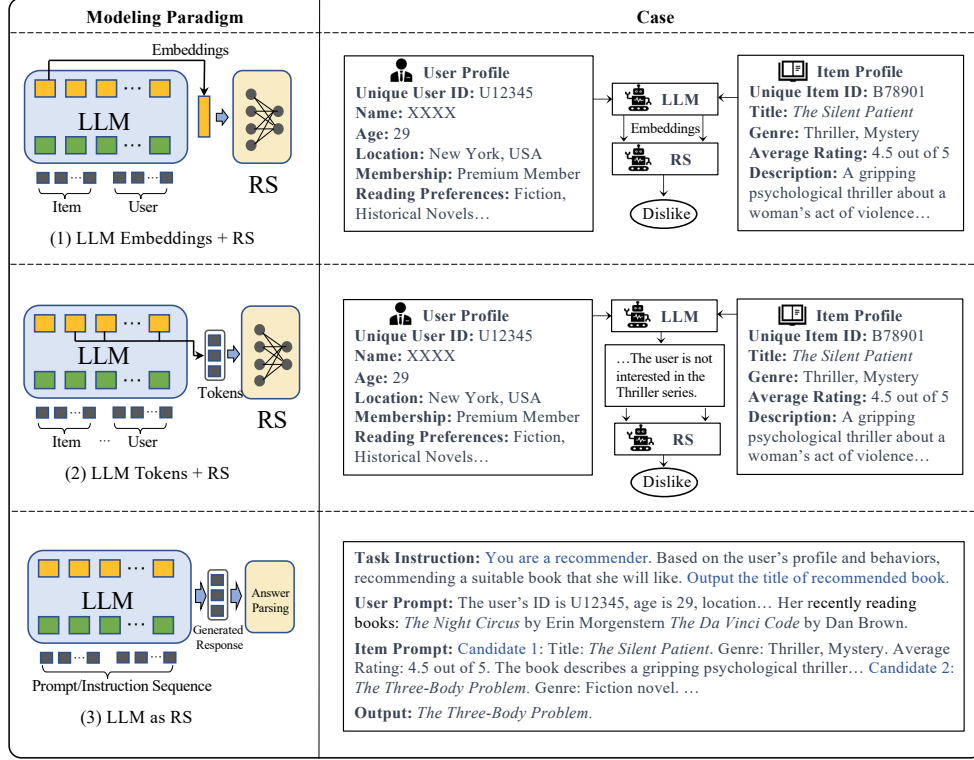 Modeling Paradigm
Case
Embeddings
LLM
RS
Item
User
(1) LLM Embeddings + RS
User Profile
Unique User ID: U12345
Name: XXXX
Age: 29
Location: New York, USA
Membership: Premium Member
Reading Preferences: Fiction,
Historical Novels…
LLM
Embeddings
RS
Dislike
Item Profile
Unique Item ID: B78901
Title: The Silent Patient
Genre: Thriller, Mystery
Average Rating: 4.5 out of 5
Description: A gripping
psychological thriller about a
woman's act of violence…
LLM
Tokens
RS
Item
...
User
(2) LLM Tokens + RS
User Profile
Unique User ID: U12345
Name: XXXX
Age: 29
Location: New York, USA
Membership: Premium Member
Reading Preferences: Fiction,
Historical Novels…
LLM
…The user is not
interested in the
Thriller series.
RS
Dislike
Item Profile
Unique Item ID: B78901
Title: The Silent Patient
Genre: Thriller, Mystery
Average Rating: 4.5 out of 5
Description: A gripping
psychological thriller about a
woman's act of violence…
LLM
Generated
Response
Answer
Parsing
Prompt/Instruction Sequence
(3) LLM as RS
Task Instruction: You are a recommender. Based on the user's profile and behaviors,
recommending a suitable book that she will like. Output the title of recommended book.
User Prompt: The user's ID is U12345, age is 29, location… Her recently reading
books: The Night Circus by Erin Morgenstern The Da Vinci Code by Dan Brown.
Item Prompt: Candidate 1: Title: The Silent Patient. Genre: Thriller, Mystery. Average
Rating: 4.5 out of 5. The book describes a gripping psychological thriller… Candidate 2:
The Three-Body Problem. Genre: Fiction novel. …
Output: The Three-Body Problem.